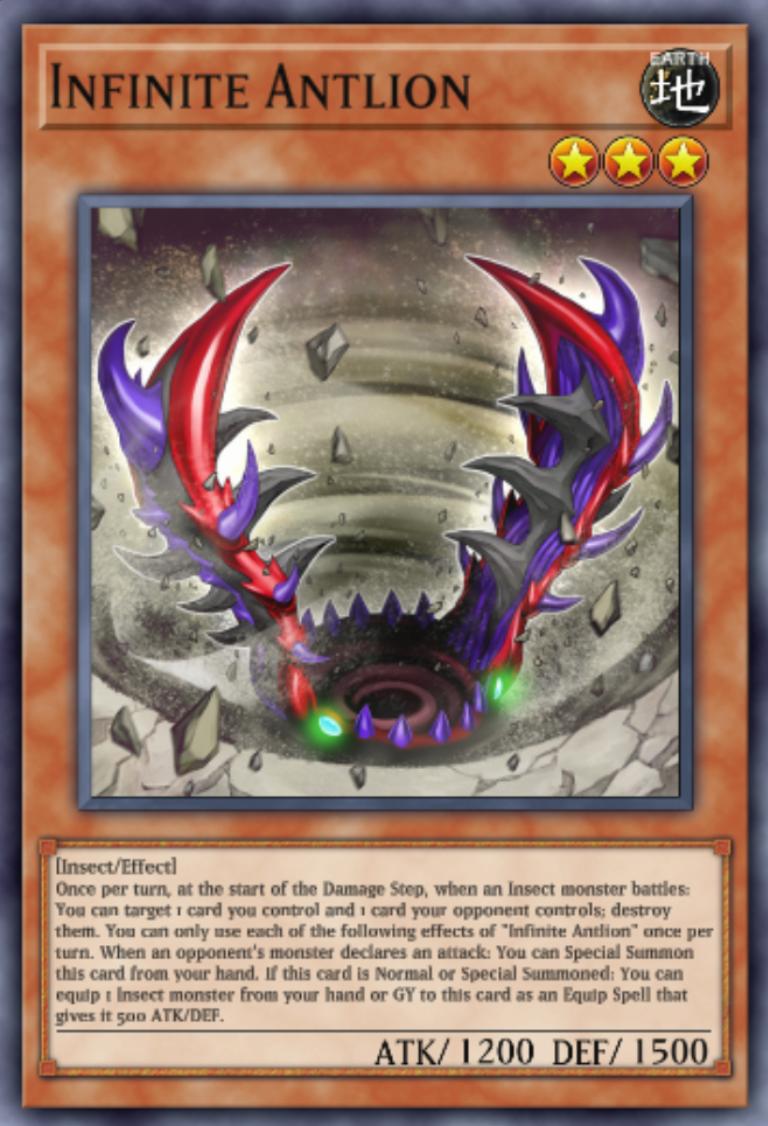 Infinite Antlion
EARTH
地
[Insect/Effect]
Once per turn, at the start of the Damage Step, when an Insect monster battles:
You can target 1 card you control and 1 card your opponent controls; destroy
them. You can only use each of the following effects of "Infinite Antlion" once per
turn. When an opponent's monster declares an attack: You can Special Summon
this card from your hand. If this card is Normal or Special Summoned: You can
equip 1 Insect monster from your hand or GY to this card as an Equip Spell that
gives it 500 ATK/DEF.
ATK/ 1200 DEF/ 1500